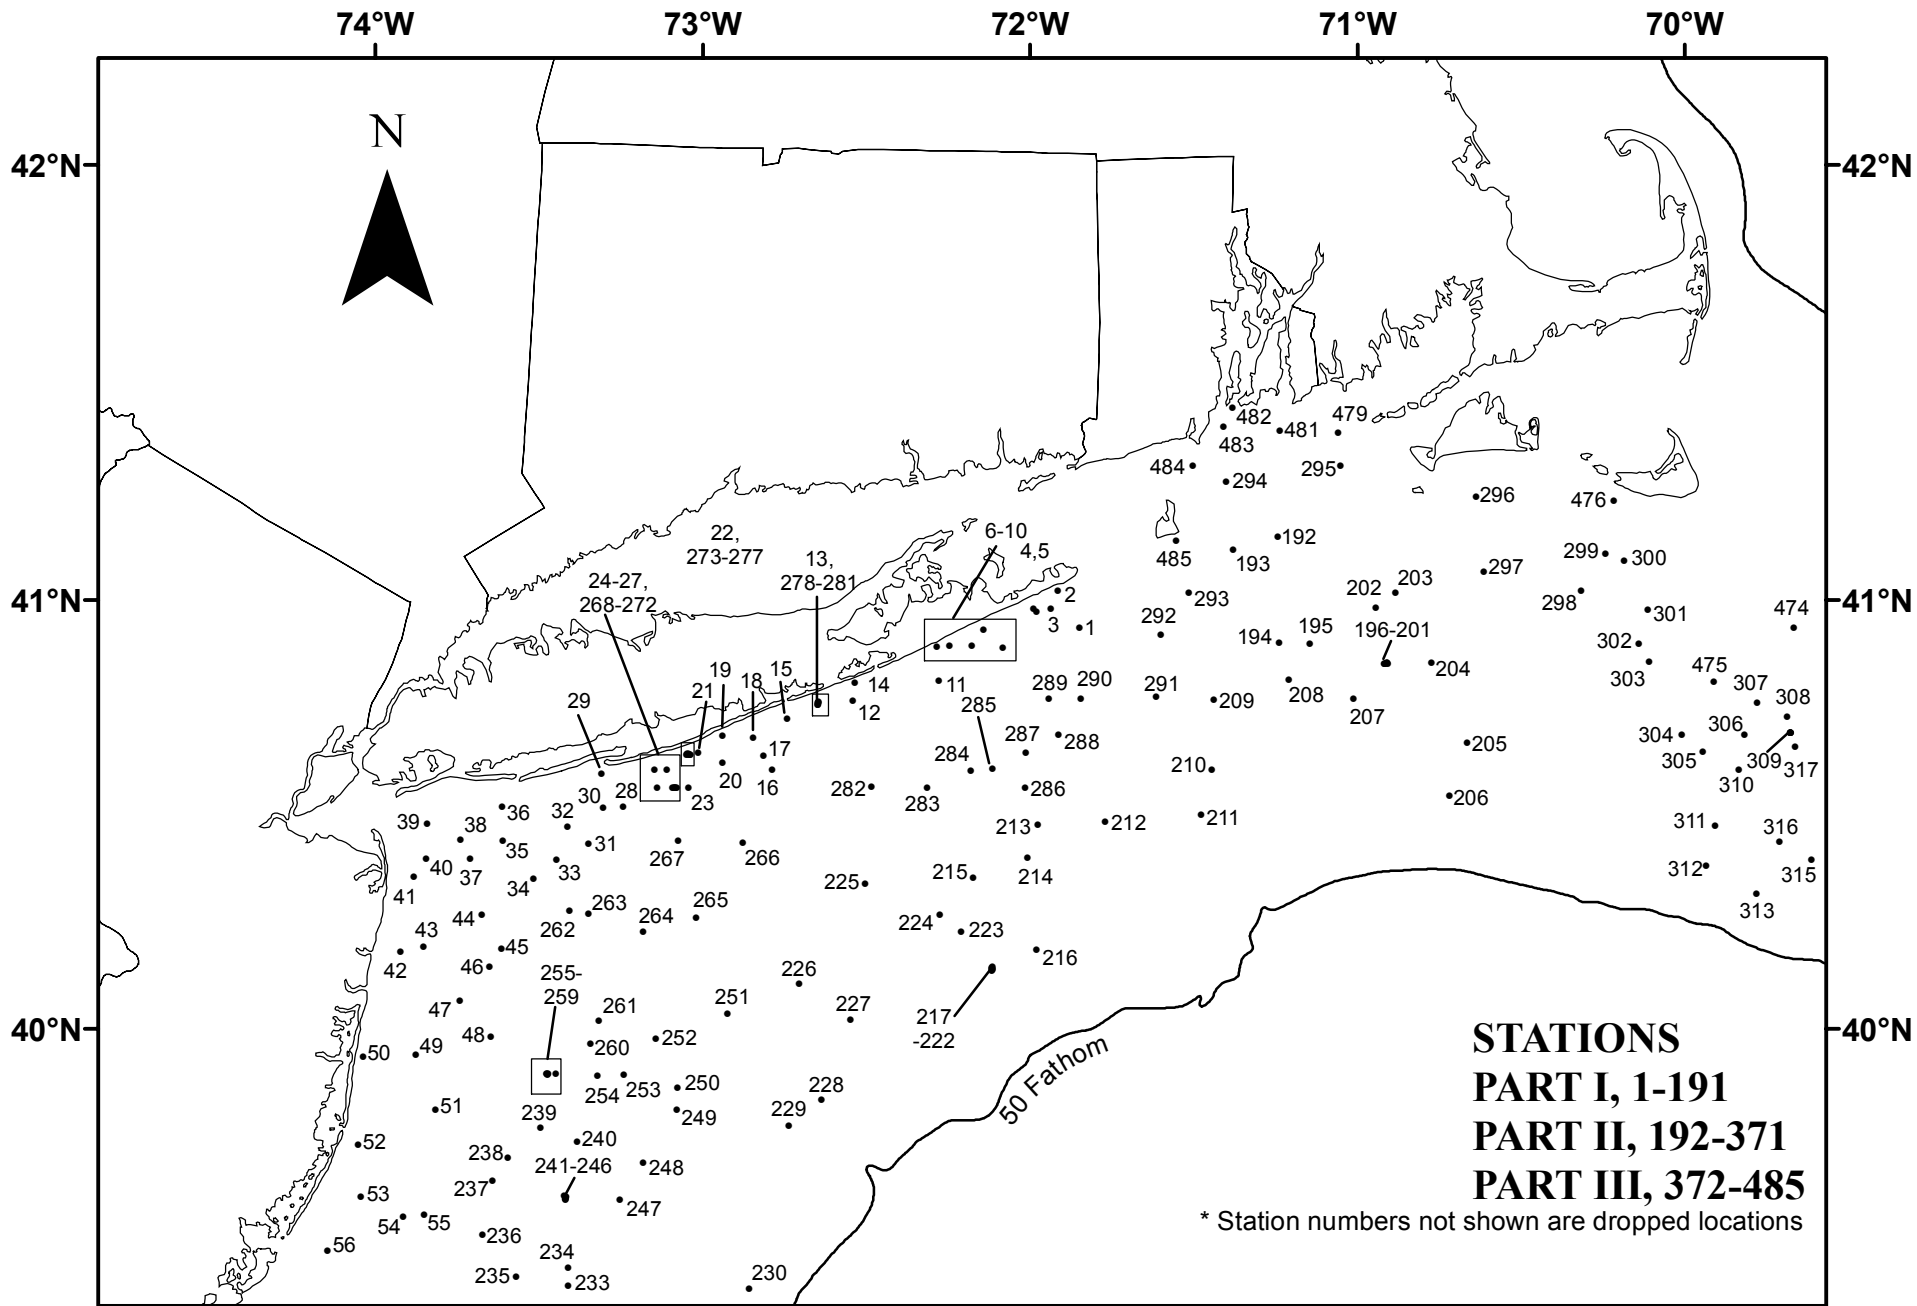 74°W 73°W 72°W 71°W 70°W
N
42°N 42°N
482 479
481
483
484 295
294
296
476
6-10
22, 4,5
273-277 13, 192
278-281 485 193 299 300
24-27, 297
268-272 202 203
41°N 2 293 298 41°N
3 1 292 301 474
194 195 196-201 302
19 15 204 303 475
18 14 11 289 290 291 208 307
29 21 12 285 209 207 308
287 288 306
17 284 205 304
305 309 317
20 16 210 310
30 28 23 282 283 286
36 32 206
39 38 213 212 211 311 316
35 31 267 266
40 37 33 214 312 315
41 34 225 215
263 265 313
44 264 224
43 262 223
45
42 46 255- 216
259 226
47 261 251 227 217
-222
40°N 48 252 40°N
50 49 260
50 Fathom
254 253 250 228
51 239 249 229
52 240
238 241-246 248
237
53 247
54 55
236
56 234
235 233 230
STATIONS
PART I, 1-191
PART II, 192-371
PART III, 372-485
* Station numbers not shown are dropped locations